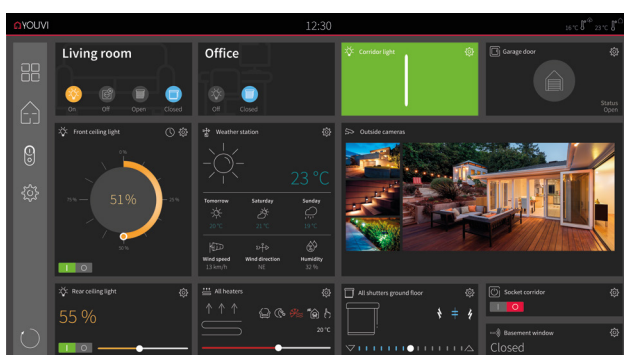 YOUVI
12:30
16 °C
23 °C
Living room
On
Off
Open
Closed
Office
Off
Closed
Corridor light
Garage door
Status
Open
Front ceiling light
0%
75%
25%
51%
50%
Weather station
23 °C
Tomorrow
Saturday
Sunday
20 °C
21 °C
19 °C
Wind speed
Wind direction
Humidity
13 km/h
NE
32 %
Outside cameras
Rear ceiling light
55 %
All heaters
20 °C
All shutters ground floor
Socket corridor
Basement window
Closed